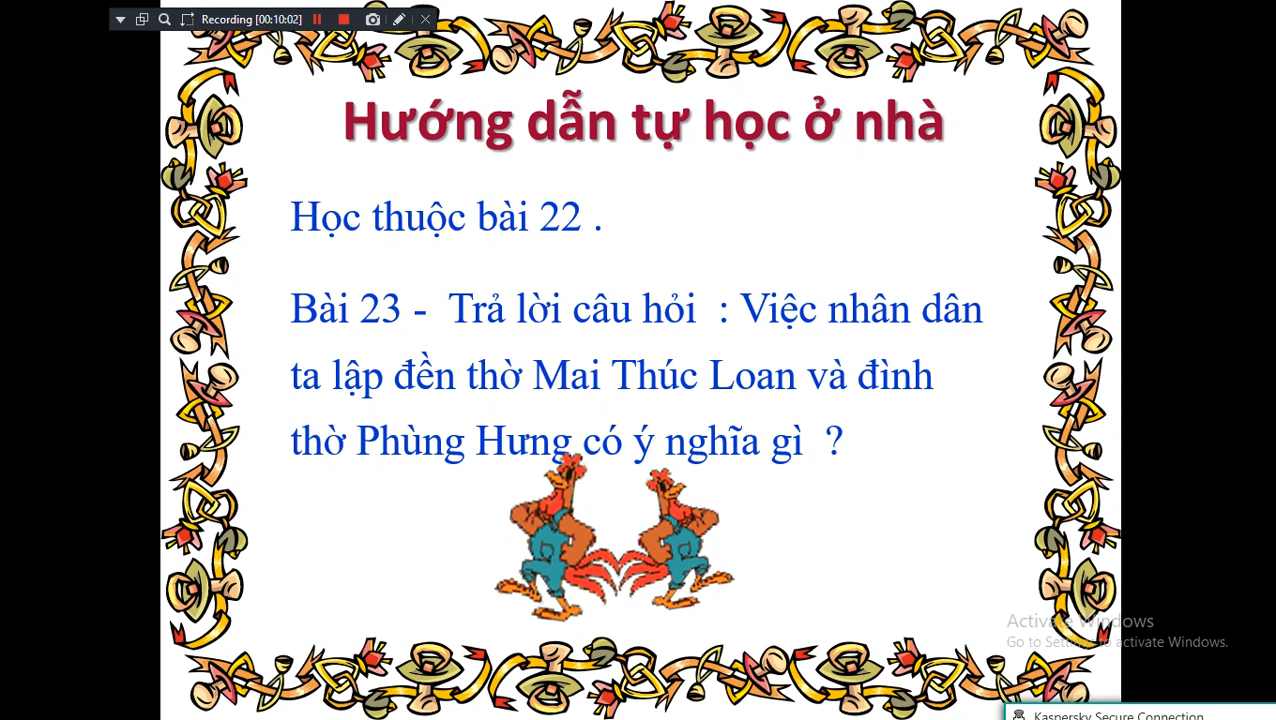 Recording [00:10:02]
Hướng dẫn tự học ở nhà
Học thuộc bài 22 .
Bài 23 - Trả lời câu hỏi : Việc nhân dân
ta lập đền thờ Mai Thúc Loan và đình
thờ Phùng Hưng có ý nghĩa gì ?
Activate Windows
Go to Settings to activate Windows.
Kaspersky Secure Connection